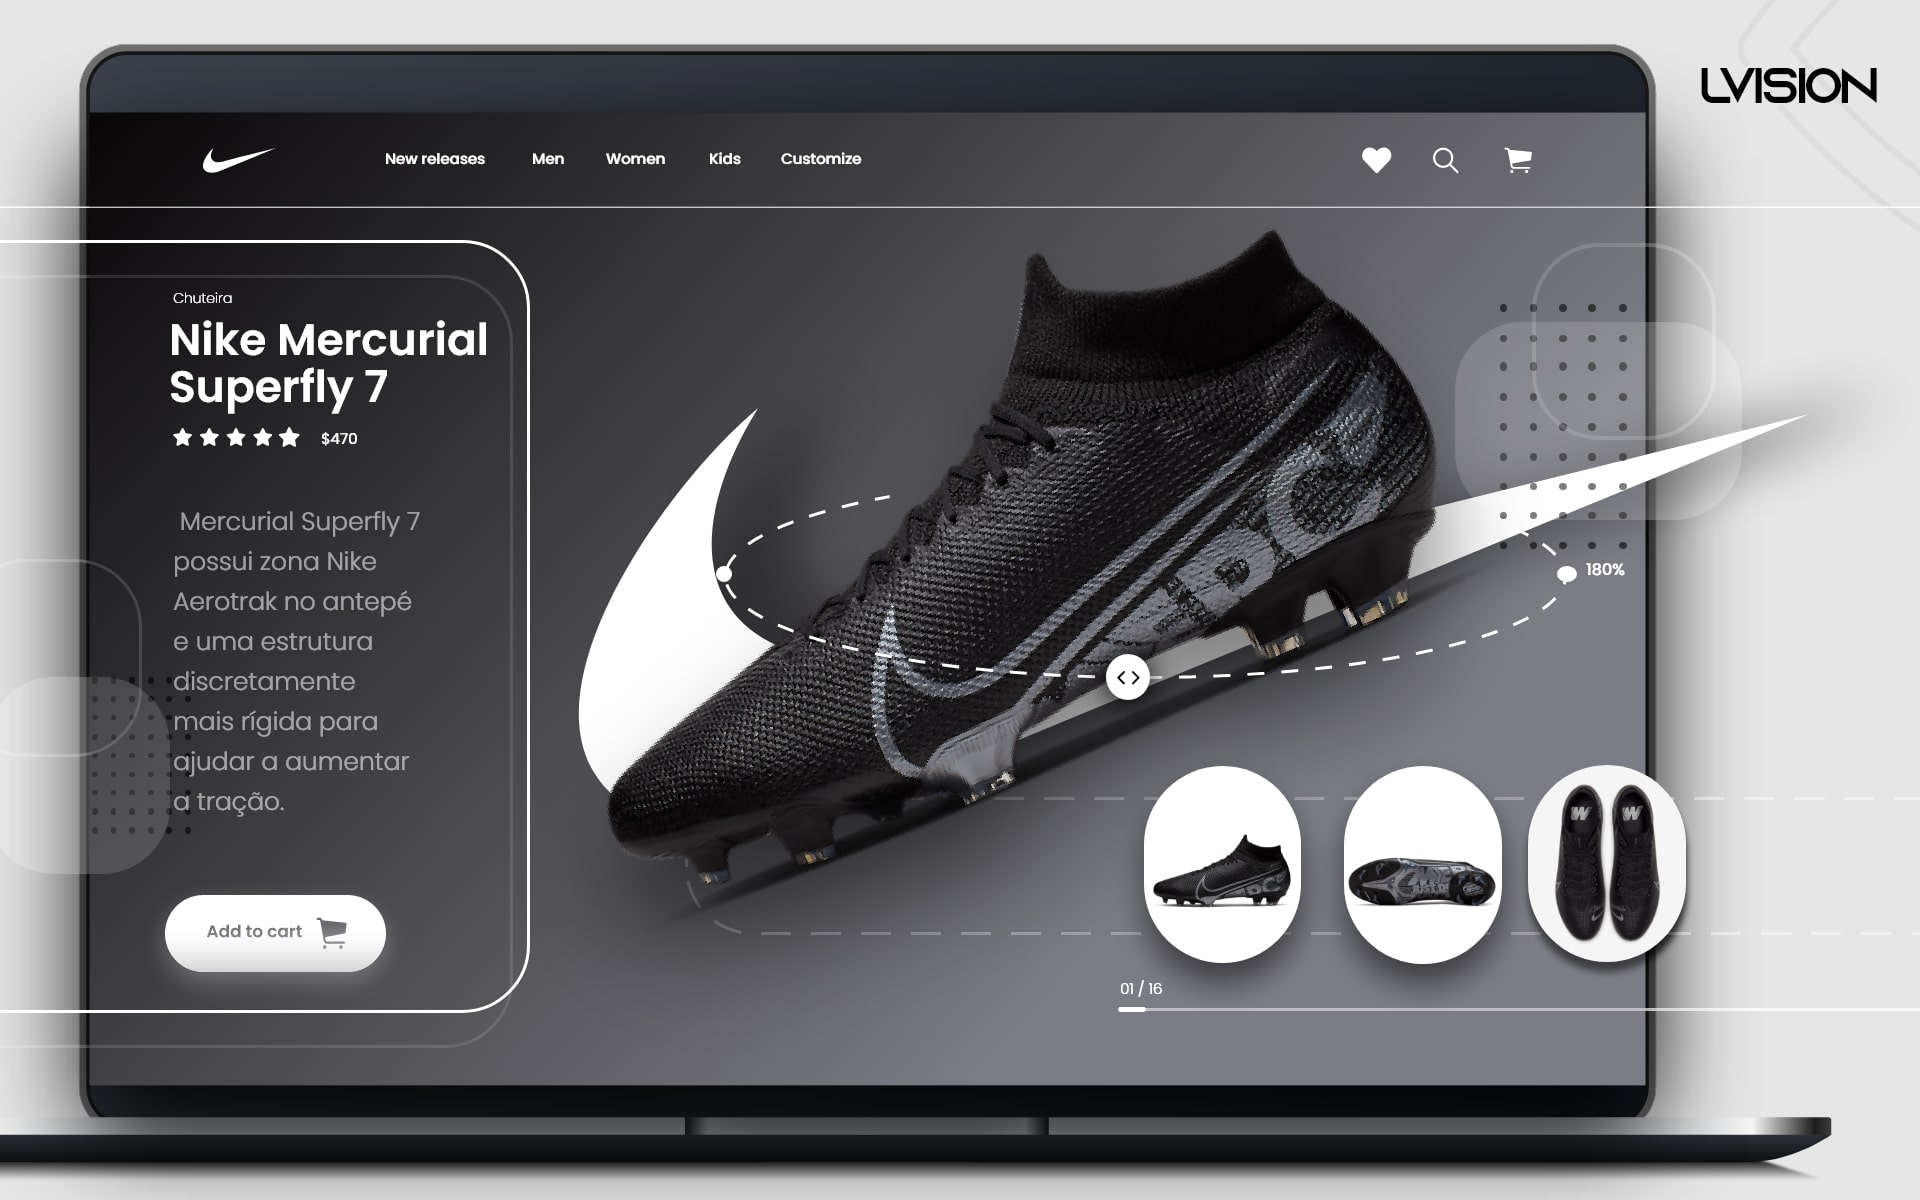 LVISION
New releases Men Women Kids Customize
Chuteira
Nike Mercurial
Superfly 7
$470
Mercurial Superfly 7
possui zona Nike
Aerotrak no antepé
e uma estrutura
discretamente
mais rígida para
ajudar a aumentar
a tração.
180%
Add to cart
01 / 16